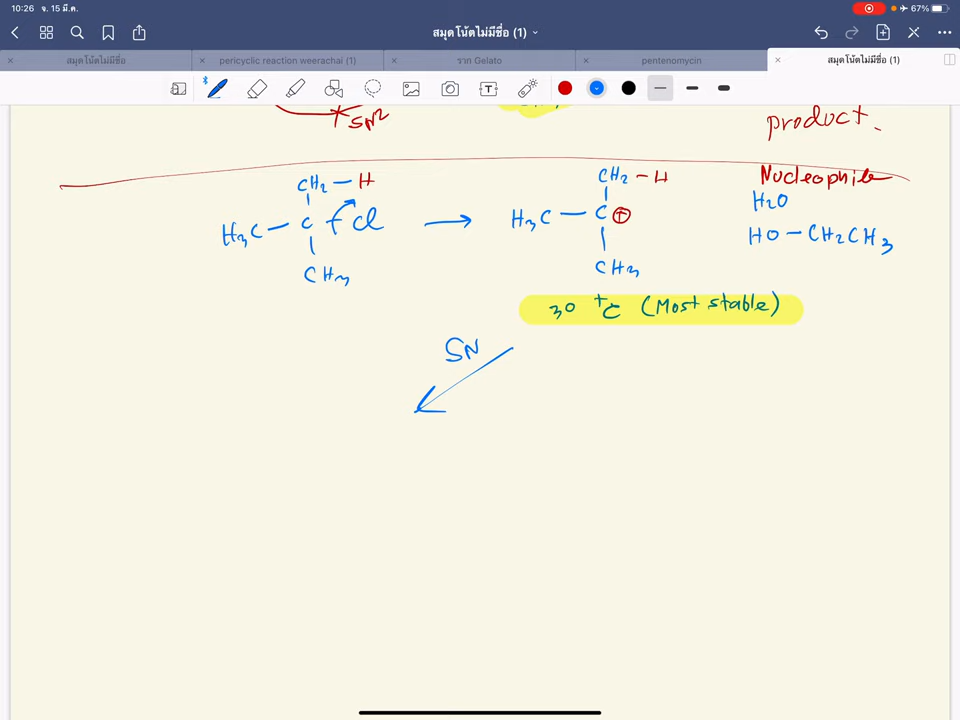 10:26 จ. 15 มี.ค.
67%
สมุดโน้ตไม่มีชื่อ (1)
สมุดโน้ตไม่มีชื่อ
pericyclic reaction weerachai (1)
ราก Gelato
pentenomycin
สมุดโน้ตไม่มีชื่อ (1)
SN2
product.
CH2 - H
H3C - C - Cl
CH3
CH2 - H
H3C - C ⊕
CH3
Nucleophile
H2O
HO - CH2CH3
3° +C (Most stable)
SN